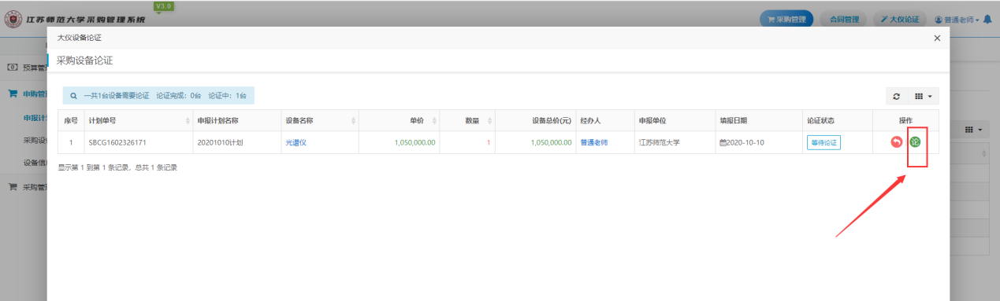 V3.0
江苏师范大学采购管理系统
采购管理 合同管理 大仪论证 普通老师
大仪设备论证 ×
采购设备论证
预算管
申购管
申报计
采购设
设备信
采购管
一共1台设备需要论证 论证完成：0台 论证中：1台
序号 计划单号 申报计划名称 设备名称 单价 数量 设备总价(元) 经办人 申报单位 填报日期 论证状态 操作
1 SBCG1602326171 20201010计划 光谱仪 1,050,000.00 1 1,050,000.00 普通老师 江苏师范大学 2020-10-10 等待论证 论
显示第 1 到第 1 条记录，总共 1 条记录